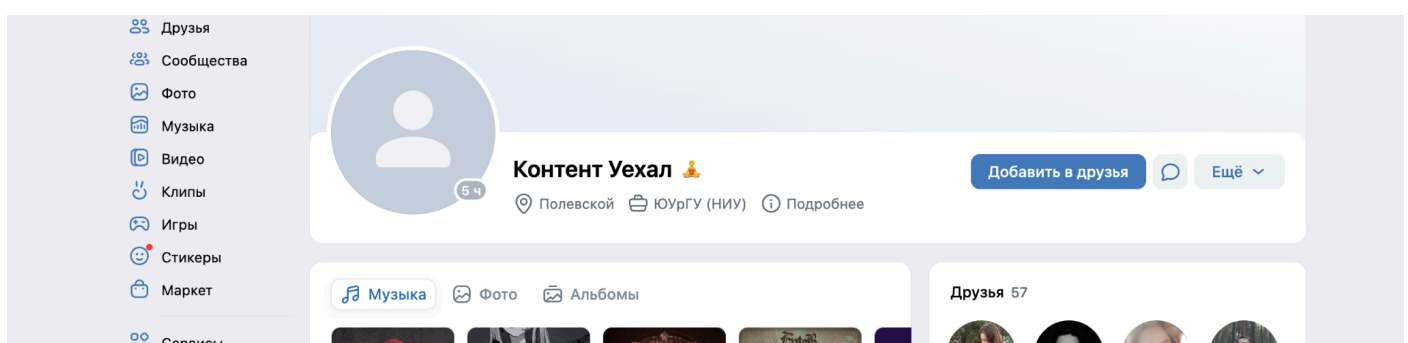 Друзья
Сообщества
Фото
Музыка
Видео
Клипы
Игры
Стикеры
Маркет
Сервисы
5 ч
Контент Уехал
Полевской ЮУрГУ (НИУ) Подробнее
Добавить в друзья Ещё
Музыка Фото Альбомы
Друзья 57